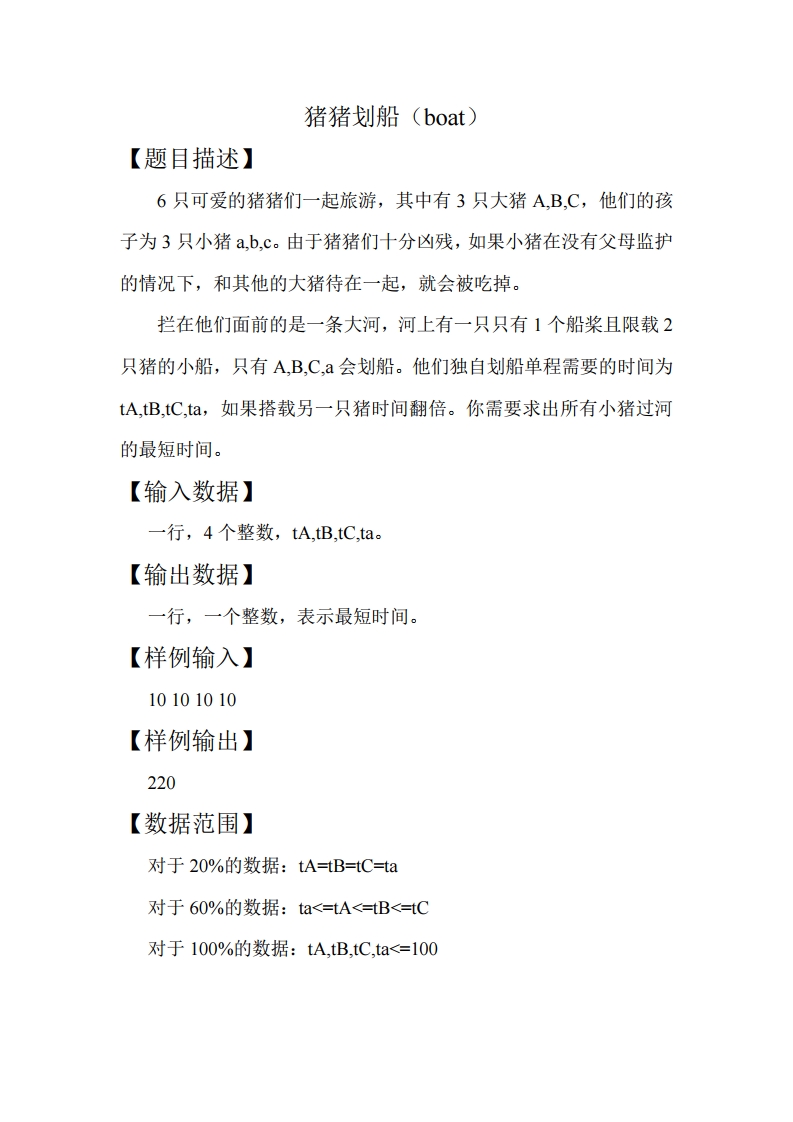 猪猪划船（boat）
【题目描述】
6 只可爱的猪猪们一起旅游，其中有 3 只大猪 A,B,C，他们的孩
子为 3 只小猪 a,b,c。由于猪猪们十分凶残，如果小猪在没有父母监护
的情况下，和其他的大猪待在一起，就会被吃掉。
拦在他们面前的是一条大河，河上有一只只有 1 个船桨且限载 2
只猪的小船，只有 A,B,C,a 会划船。他们独自划船单程需要的时间为
tA,tB,tC,ta，如果搭载另一只猪时间翻倍。你需要求出所有小猪过河
的最短时间。
【输入数据】
一行，4 个整数，tA,tB,tC,ta。
【输出数据】
一行，一个整数，表示最短时间。
【样例输入】
10 10 10 10
【样例输出】
220
【数据范围】
对于 20%的数据：tA=tB=tC=ta
对于 60%的数据：ta<=tA<=tB<=tC
对于 100%的数据：tA,tB,tC,ta<=100